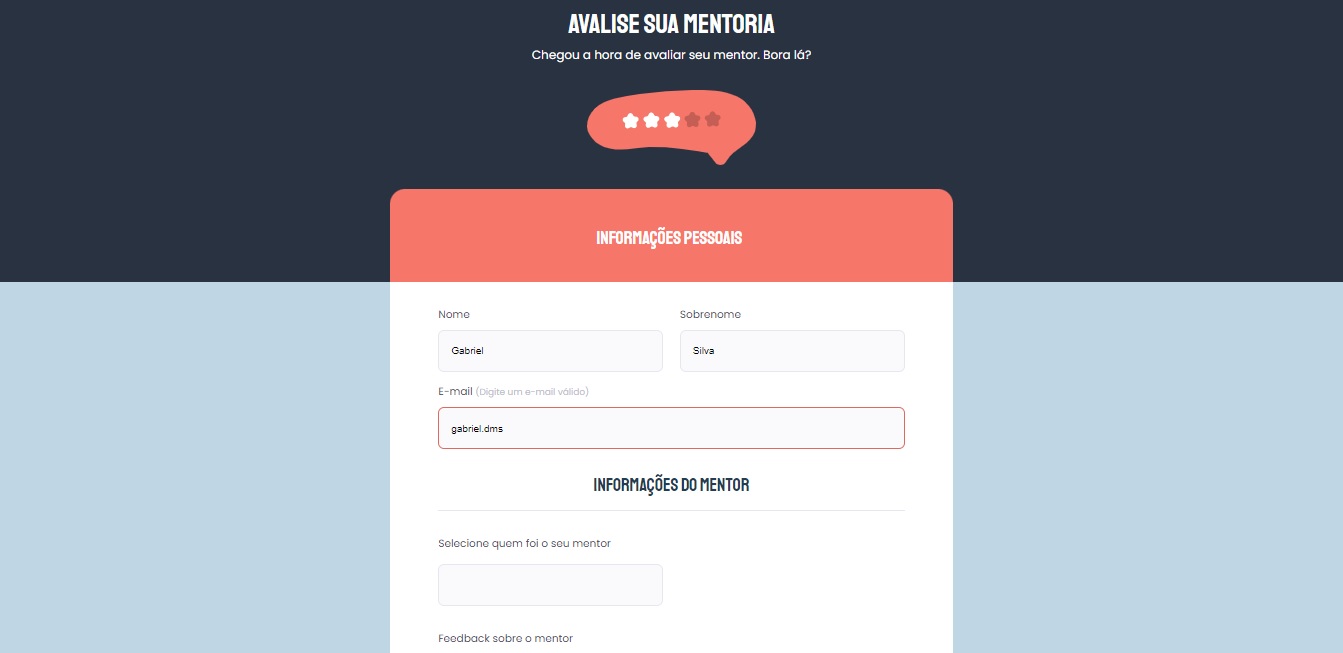 AVALISE SUA MENTORIA
Chegou a hora de avaliar seu mentor. Bora lá?
INFORMAÇÕES PESSOAIS
Nome
Sobrenome
Gabriel
Silva
E-mail (Digite um e-mail válido)
gabriel.dms
INFORMAÇÕES DO MENTOR
Selecione quem foi o seu mentor
Feedback sobre o mentor